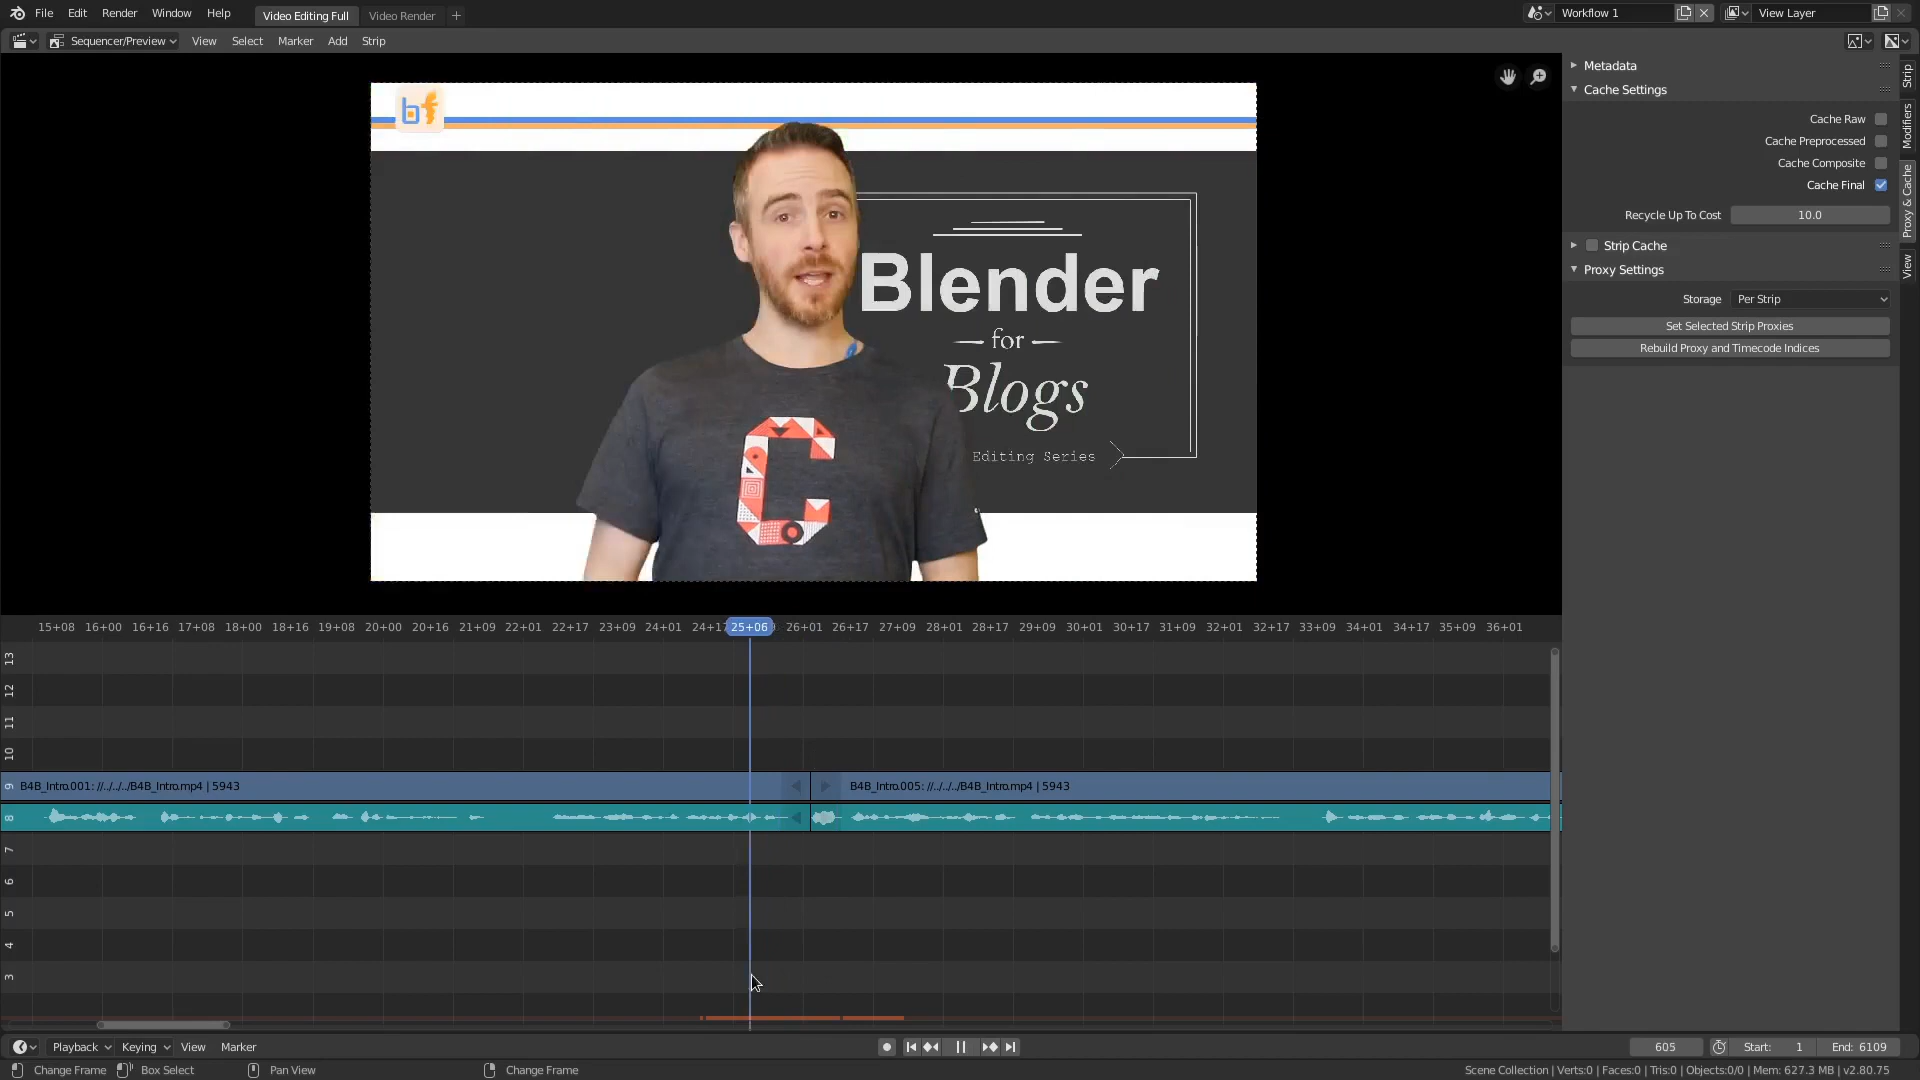 File Edit Render Window Help Video Editing Full Video Render + Workflow 1 View Layer
Sequencer/Preview View Select Marker Add Strip
bf
Blender
for
Blogs
Editing Series
C
Metadata
Cache Settings
Cache Raw
Cache Preprocessed
Cache Composite
Cache Final
Recycle Up To Cost 10.0
Strip Cache
Proxy Settings
Storage Per Strip
Set Selected Strip Proxies
Rebuild Proxy and Timecode Indices
Strip
Modifiers
Proxy & Cache
View
15+08 16+00 16+16 17+08 18+00 18+16 19+08 20+00 20+16 21+09 22+01 22+17 23+09 24+01 25+06 26+01 26+17 27+09 28+01 28+17 29+09 30+01 30+17 31+09 32+01 32+17 33+09 34+01 34+17 35+09 36+01
13
12
11
10
9 B4B_Intro.001: //../../../B4B_Intro.mp4 | 5943 B4B_Intro.005: //../../../B4B_Intro.mp4 | 5943
8
7
6
5
4
3
Playback Keying View Marker 605 Start: 1 End: 6109
Change Frame Box Select Pan View Change Frame Scene Collection | Verts:0 | Faces:0 | Tris:0 | Objects:0/0 | Mem: 627.3 MB | v2.80.75